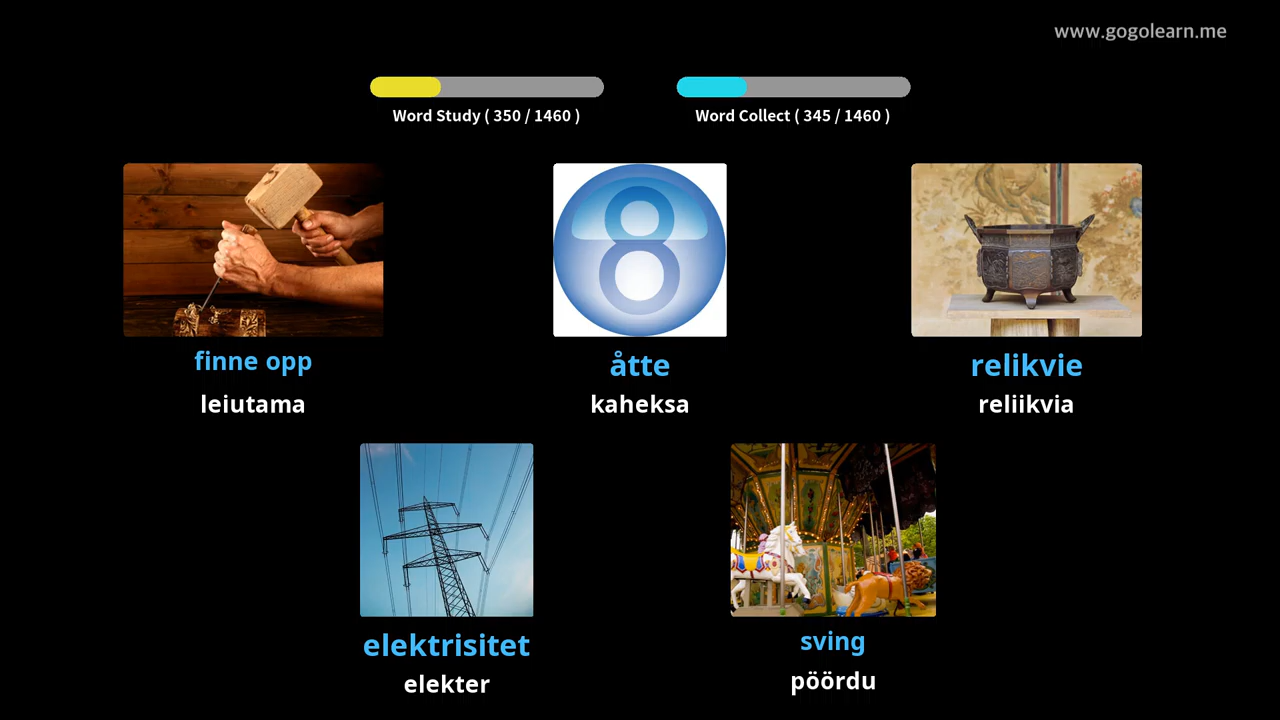 www.gogolearn.me
Word Study ( 350 / 1460 )
Word Collect ( 345 / 1460 )
8
finne opp
leiutama
åtte
kaheksa
relikvie
reliikvia
elektrisitet
elekter
sving
pöördu